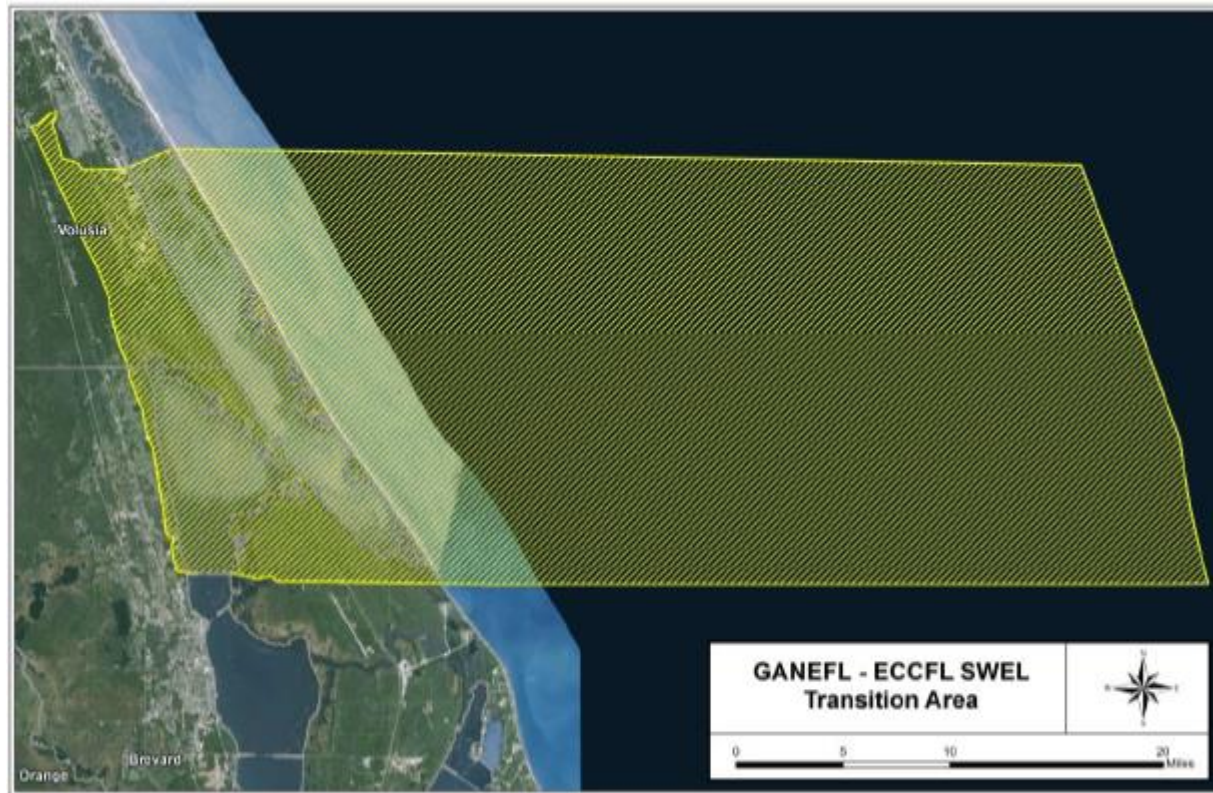 Volusia
GANEFL - ECCFL SWEL
Transition Area
N
W
E
S
0 5 10 20
Miles
Brevard
Orange